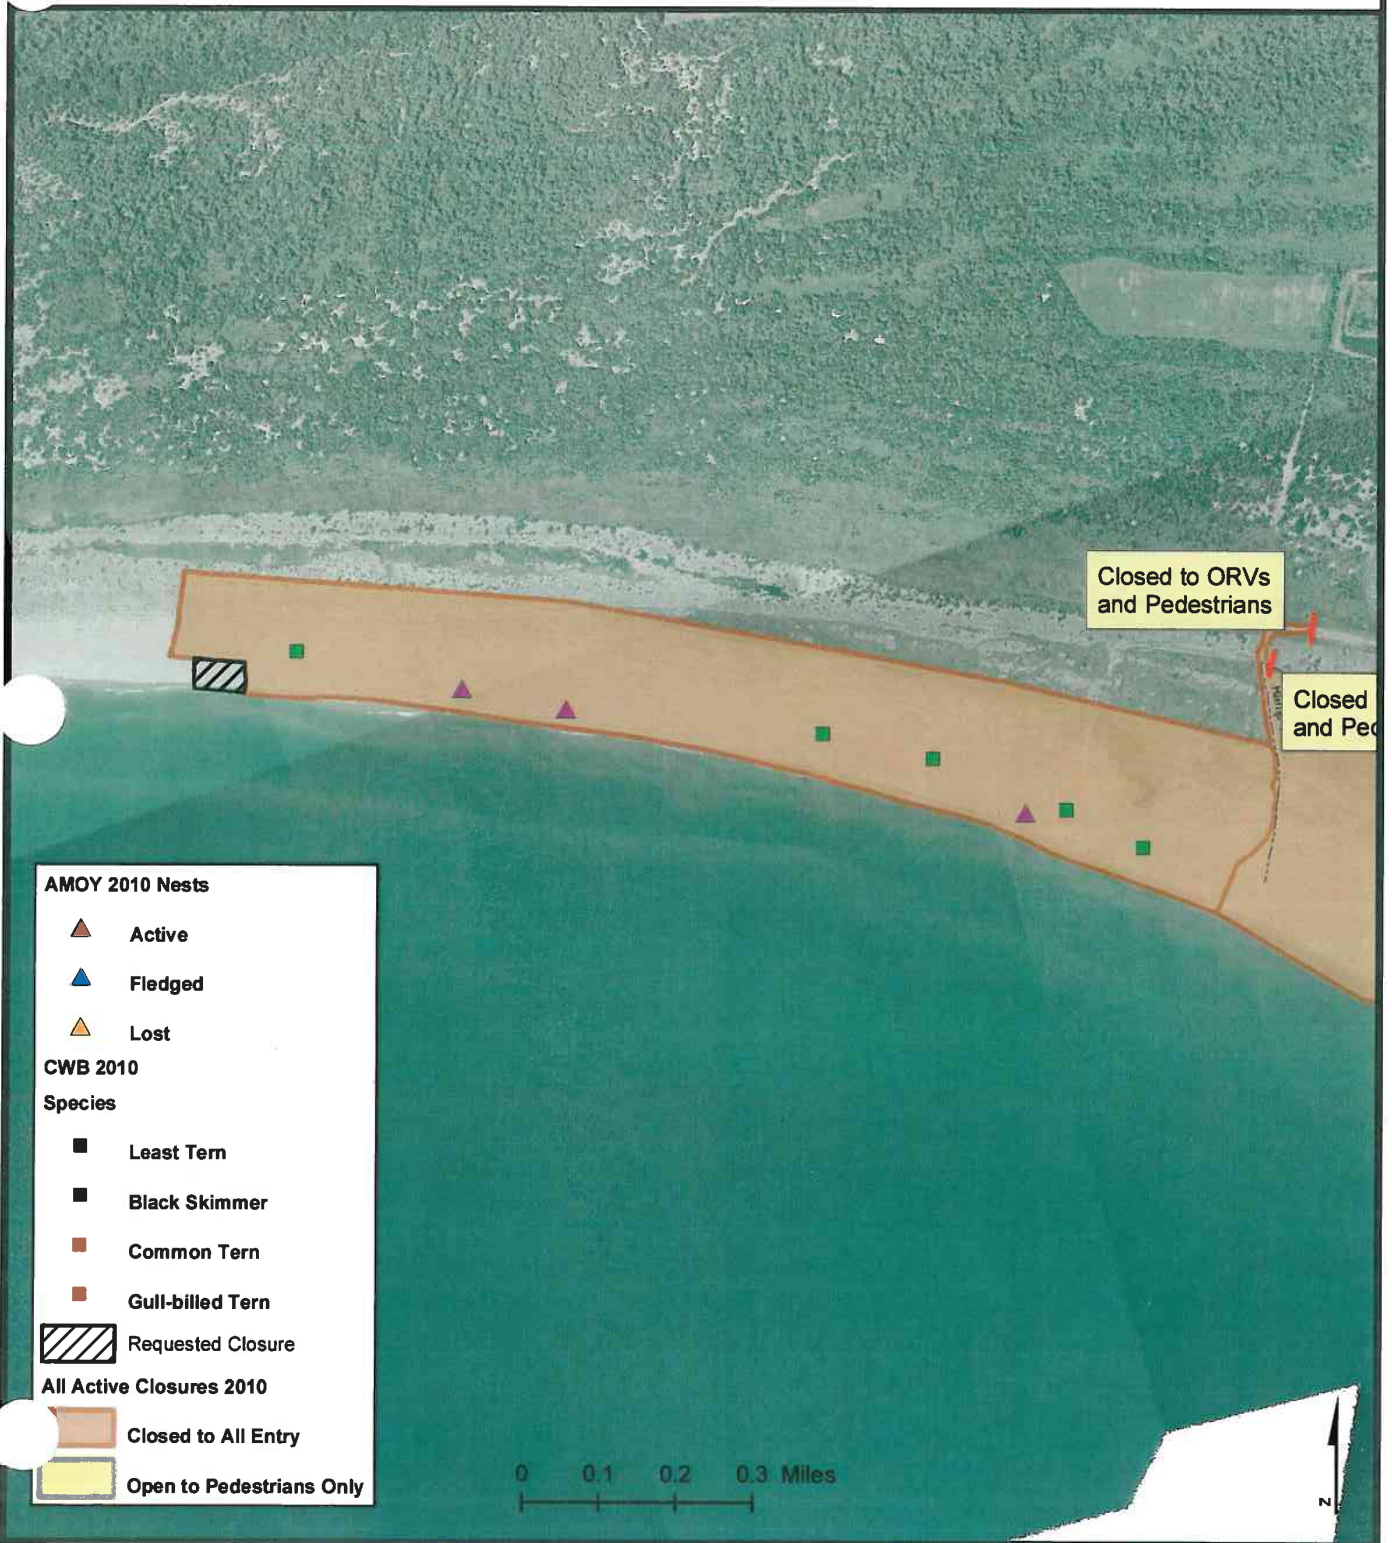 Closed to ORVs
and Pedestrians
Closed
and Ped
AMOY 2010 Nests
Active
Fledged
Lost
CWB 2010
Species
Least Tern
Black Skimmer
Common Tern
Gull-billed Tern
Requested Closure
All Active Closures 2010
Closed to All Entry
Open to Pedestrians Only
0 0.1 0.2 0.3 Miles
N